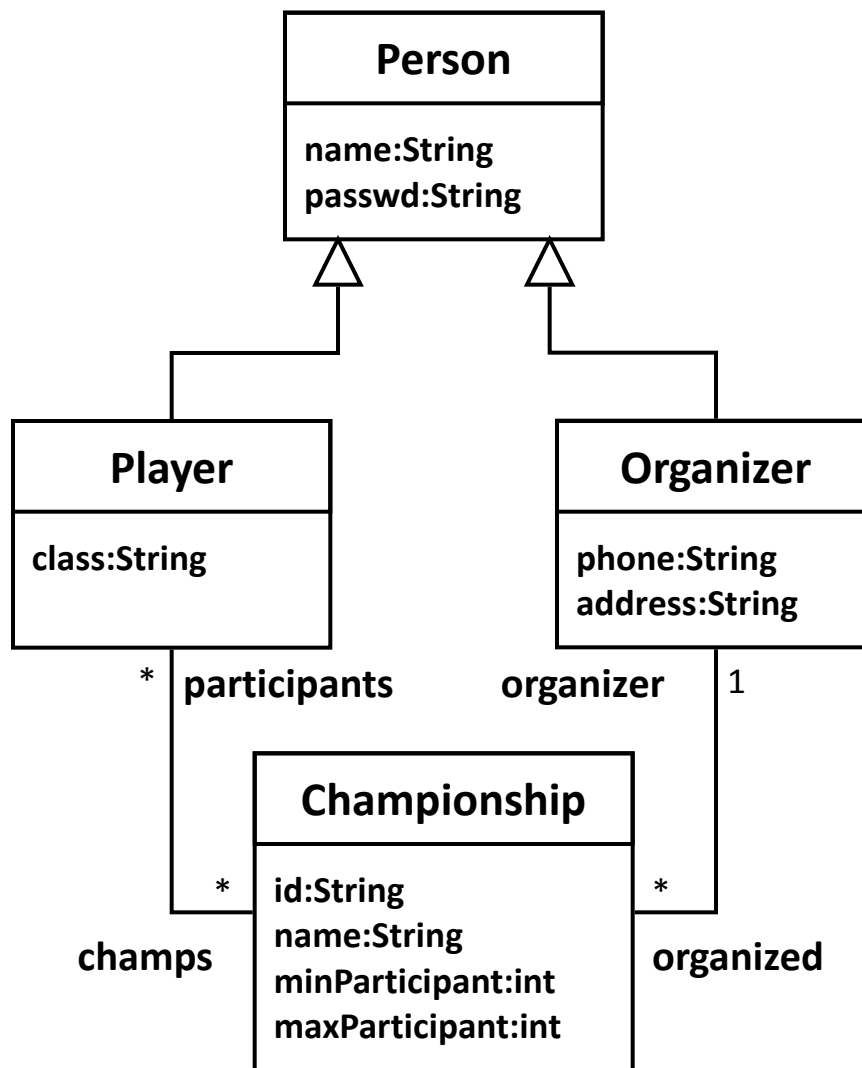 Person
name:String
passwd:String
Player
class:String
Organizer
phone:String
address:String
* participants
organizer 1
Championship
id:String
name:String
minParticipant:int
maxParticipant:int
*
champs
*
organized